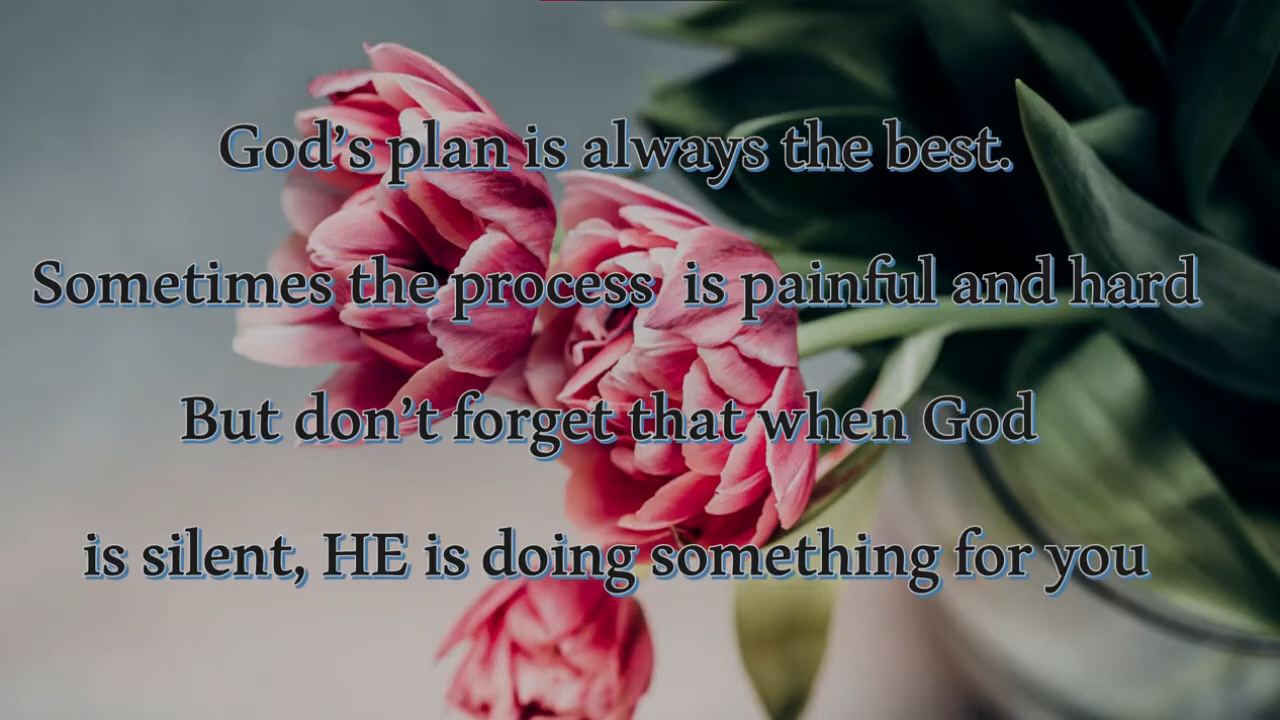 God’s plan is always the best.
Sometimes the process is painful and hard
But don’t forget that when God
is silent, HE is doing something for you